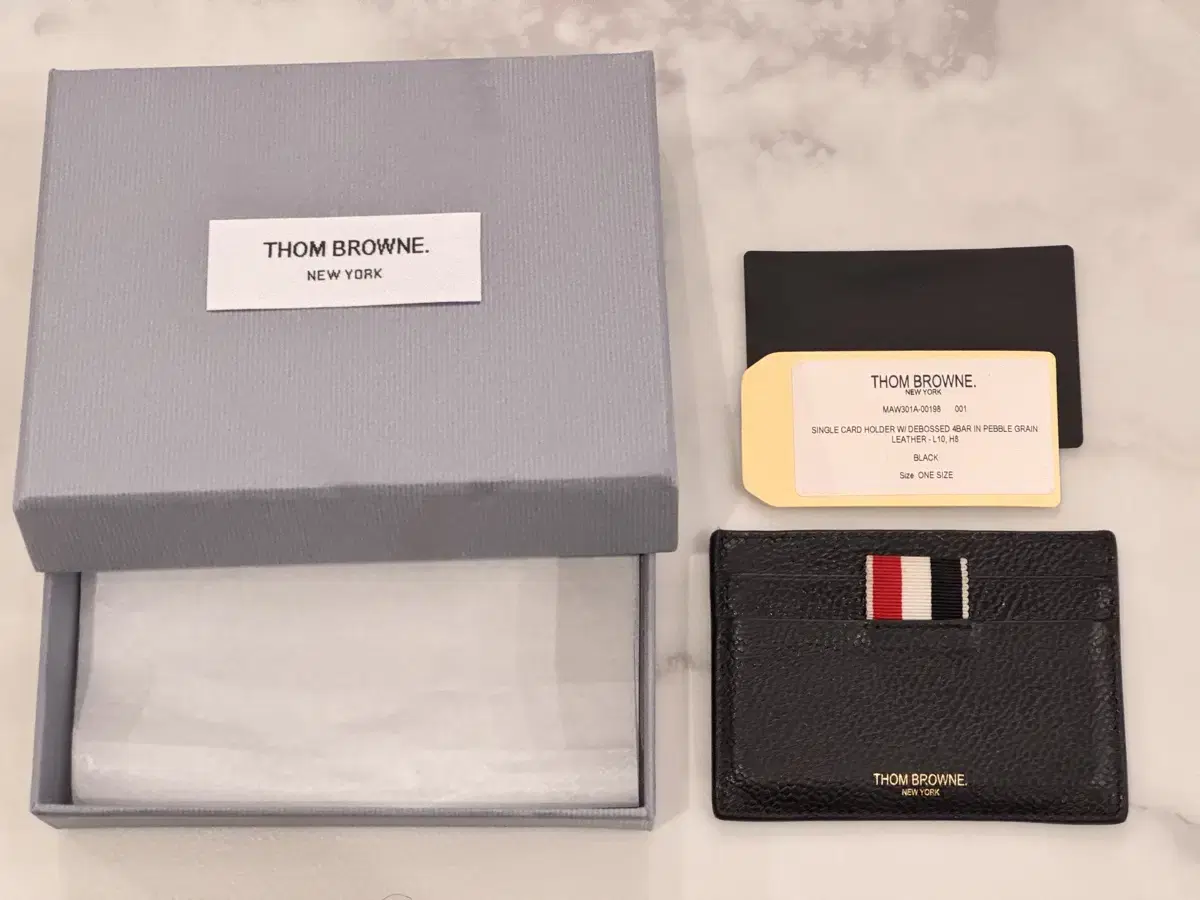 THOM BROWNE.
NEW YORK
THOM BROWNE.
NEW YORK
MAW301A-00198 001
SINGLE CARD HOLDER W/ DEBOSSED 4BAR IN PEBBLE GRAIN
LEATHER - L10, H8
BLACK
Size ONE SIZE
THOM BROWNE.
NEW YORK